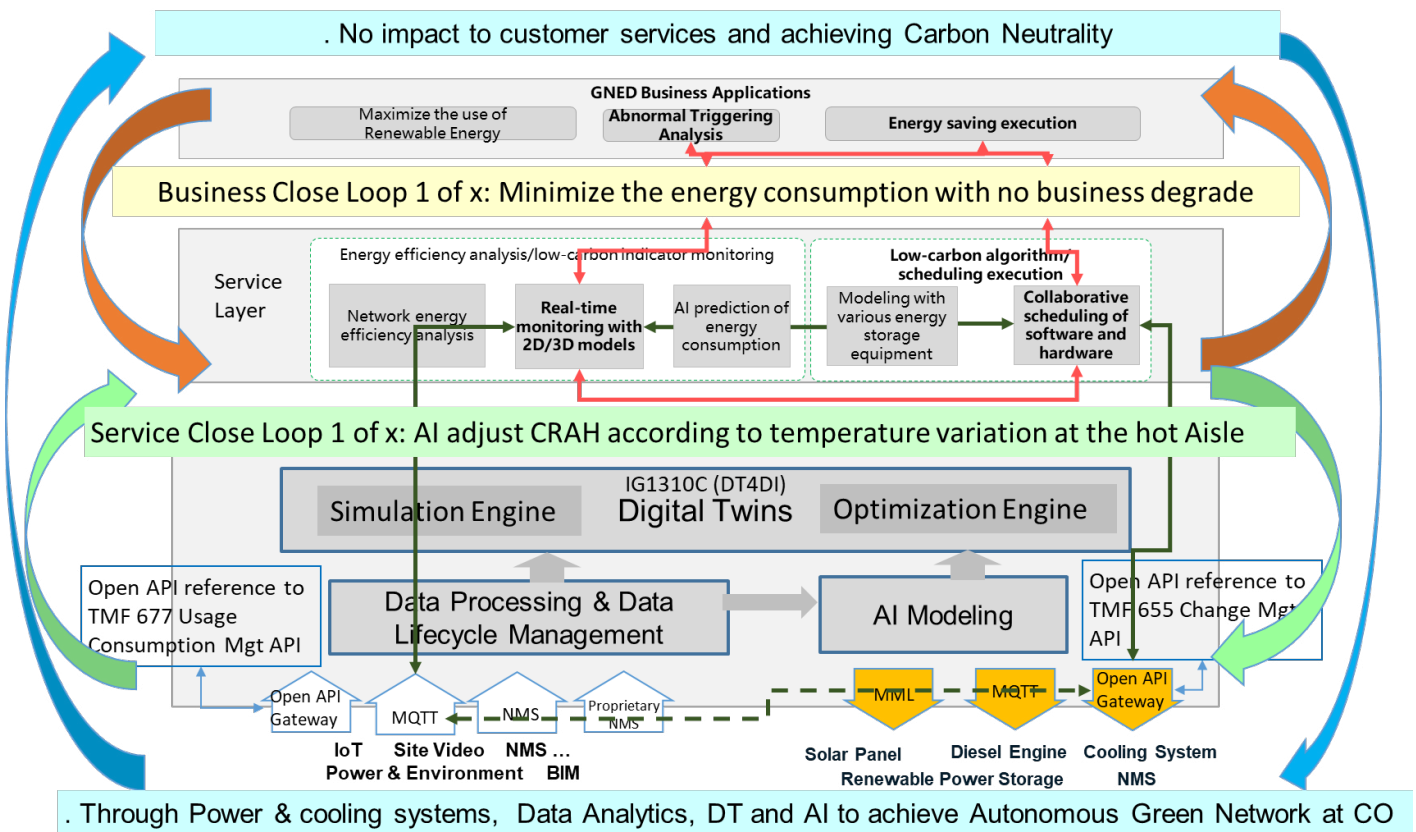 . No impact to customer services and achieving Carbon Neutrality
GNED Business Applications
Maximize the use of
Renewable Energy
Abnormal Triggering
Analysis
Energy saving execution
Business Close Loop 1 of x: Minimize the energy consumption with no business degrade
Service
Layer
Energy efficiency analysis/low-carbon indicator monitoring
Network energy
efficiency analysis
Real-time
monitoring with
2D/3D models
AI prediction of
energy
consumption
Low-carbon algorithm/
scheduling execution
Modeling with
various energy
storage
equipment
Collaborative
scheduling of
software and
hardware
Service Close Loop 1 of x: AI adjust CRAH according to temperature variation at the hot Aisle
IG1310C (DT4DI)
Simulation Engine
Digital Twins
Optimization Engine
Open API reference to
TMF 677 Usage
Consumption Mgt API
Data Processing & Data
Lifecycle Management
AI Modeling
Open API reference to
TMF 655 Change Mgt
API
Open API
Gateway
MQTT
NMS
Proprietary
NMS
MML
MQTT
Open API
Gateway
IoT Site Video NMS ...
Power & Environment BIM
Solar Panel Diesel Engine Cooling System
Renewable Power Storage NMS
. Through Power & cooling systems, Data Analytics, DT and AI to achieve Autonomous Green Network at CO